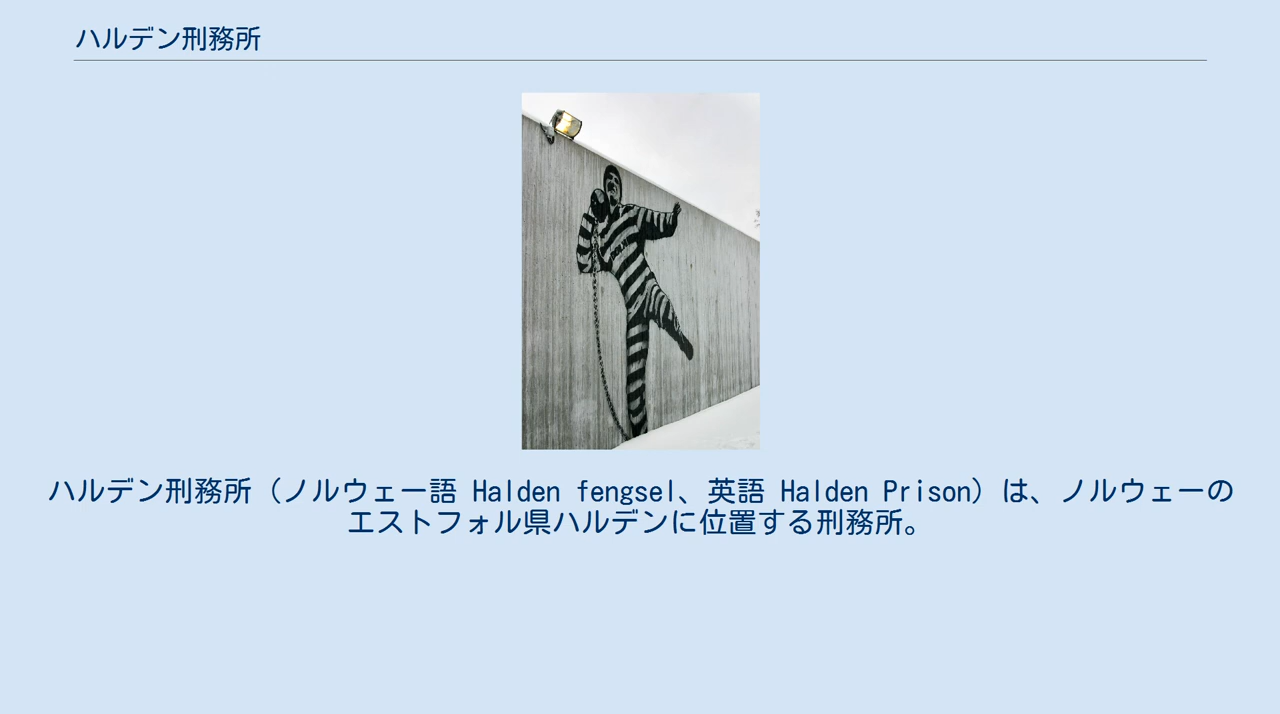 ハルデン刑務所
ハルデン刑務所（ノルウェー語 Halden fengsel、英語 Halden Prison）は、ノルウェーの
エストフォル県ハルデンに位置する刑務所。